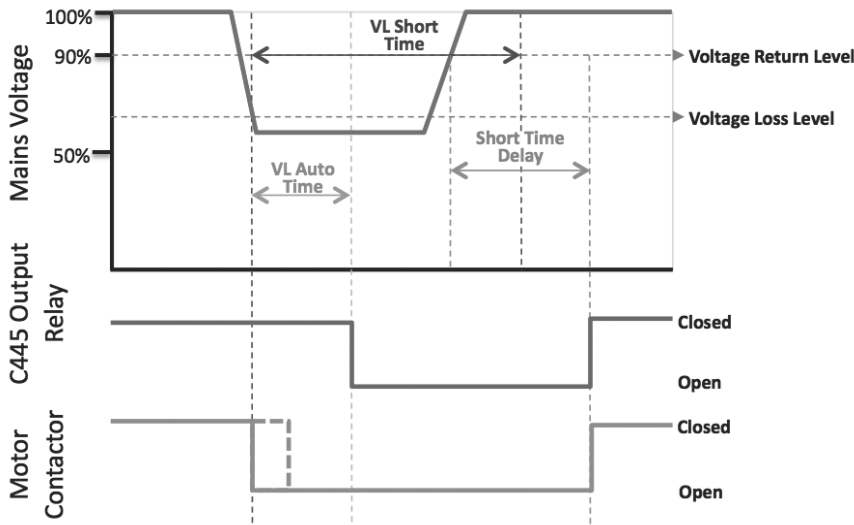 100%
90%
50%
Mains Voltage
VL Short
Time
Voltage Return Level
Voltage Loss Level
VL Auto
Time
Short Time
Delay
C445 Output
Relay
Closed
Open
Motor
Contactor
Closed
Open